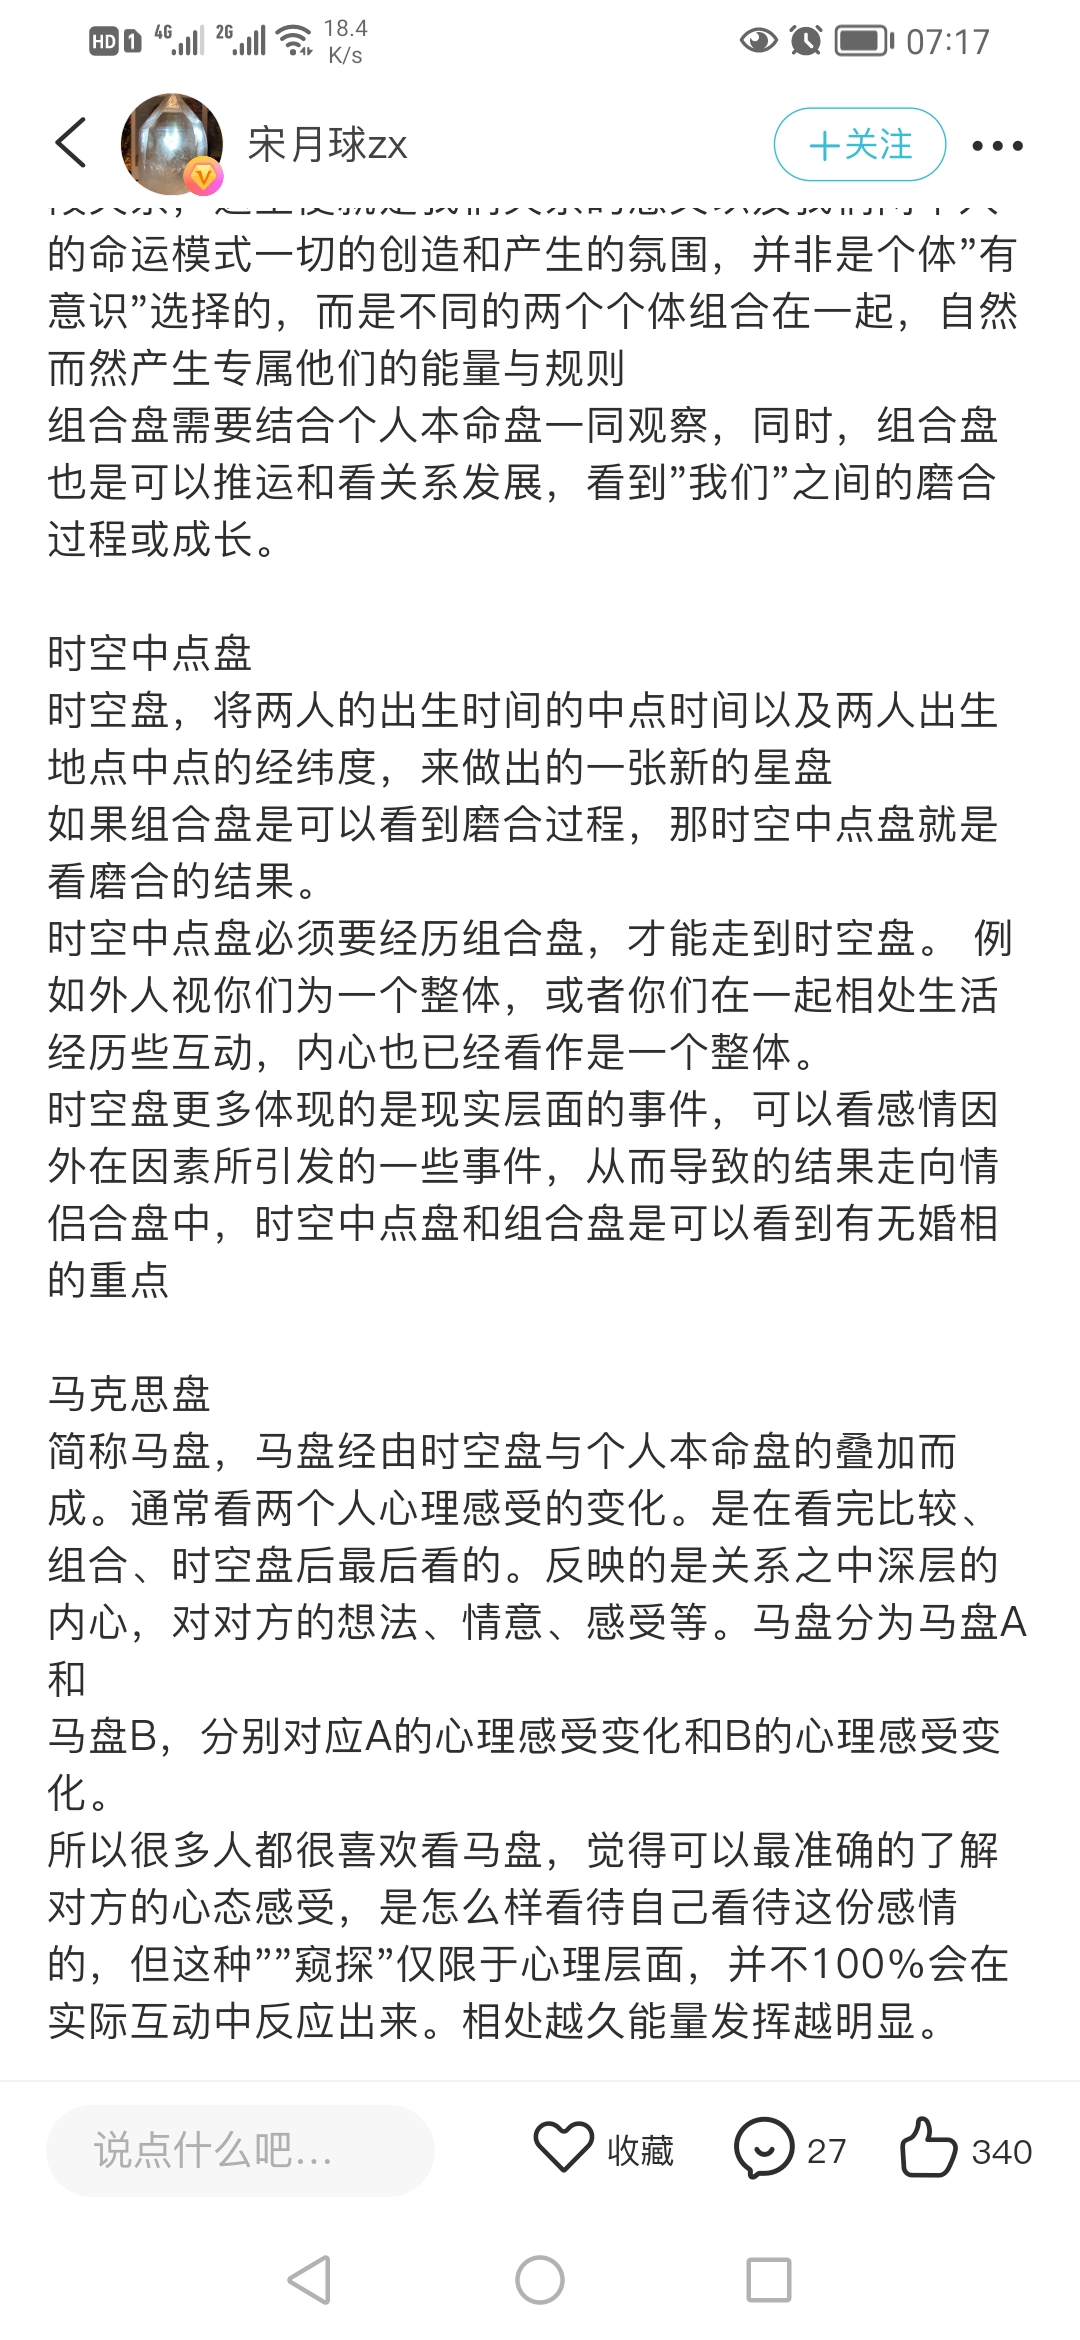 HD 1 4G 2G 18.4 K/s 07:17
宋月球zx
+关注
的命运模式一切的创造和产生的氛围，并非是个体”有
意识”选择的，而是不同的两个个体组合在一起，自然
而然产生专属他们的能量与规则
组合盘需要结合个人本命盘一同观察，同时，组合盘
也是可以推运和看关系发展，看到”我们”之间的磨合
过程或成长。
时空中点盘
时空盘，将两人的出生时间的中点时间以及两人出生
地点中点的经纬度，来做出的一张新的星盘
如果组合盘是可以看到磨合过程，那时空中点盘就是
看磨合的结果。
时空中点盘必须要经历组合盘，才能走到时空盘。 例
如外人视你们为一个整体，或者你们在一起相处生活
经历些互动，内心也已经看作是一个整体。
时空盘更多体现的是现实层面的事件，可以看感情因
外在因素所引发的一些事件，从而导致的结果走向情
侣合盘中，时空中点盘和组合盘是可以看到有无婚相
的重点
马克思盘
简称马盘，马盘经由时空盘与个人本命盘的叠加而
成。通常看两个人心理感受的变化。是在看完比较、
组合、时空盘后最后看的。反映的是关系之中深层的
内心，对对方的想法、情意、感受等。马盘分为马盘A
和
马盘B，分别对应A的心理感受变化和B的心理感受变
化。
所以很多人都很喜欢看马盘，觉得可以最准确的了解
对方的心态感受，是怎么样看待自己看待这份感情
的，但这种””窥探”仅限于心理层面，并不100%会在
实际互动中反应出来。相处越久能量发挥越明显。
说点什么吧... 收藏 27 340